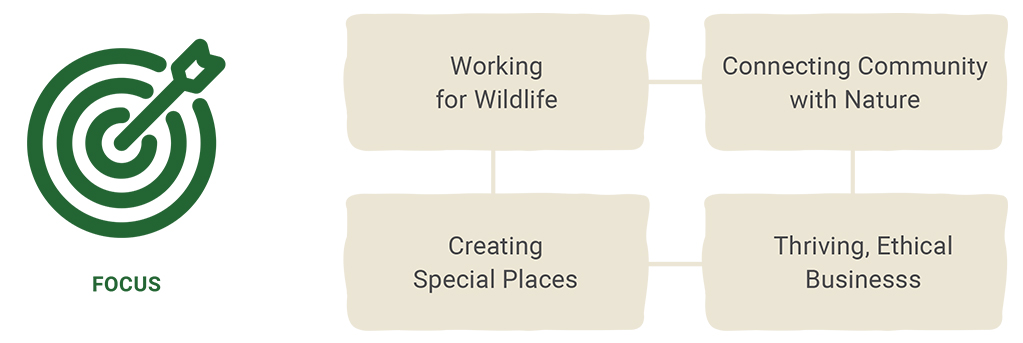 FOCUS
Working
for Wildlife
Connecting Community
with Nature
Creating
Special Places
Thriving, Ethical
Businesss